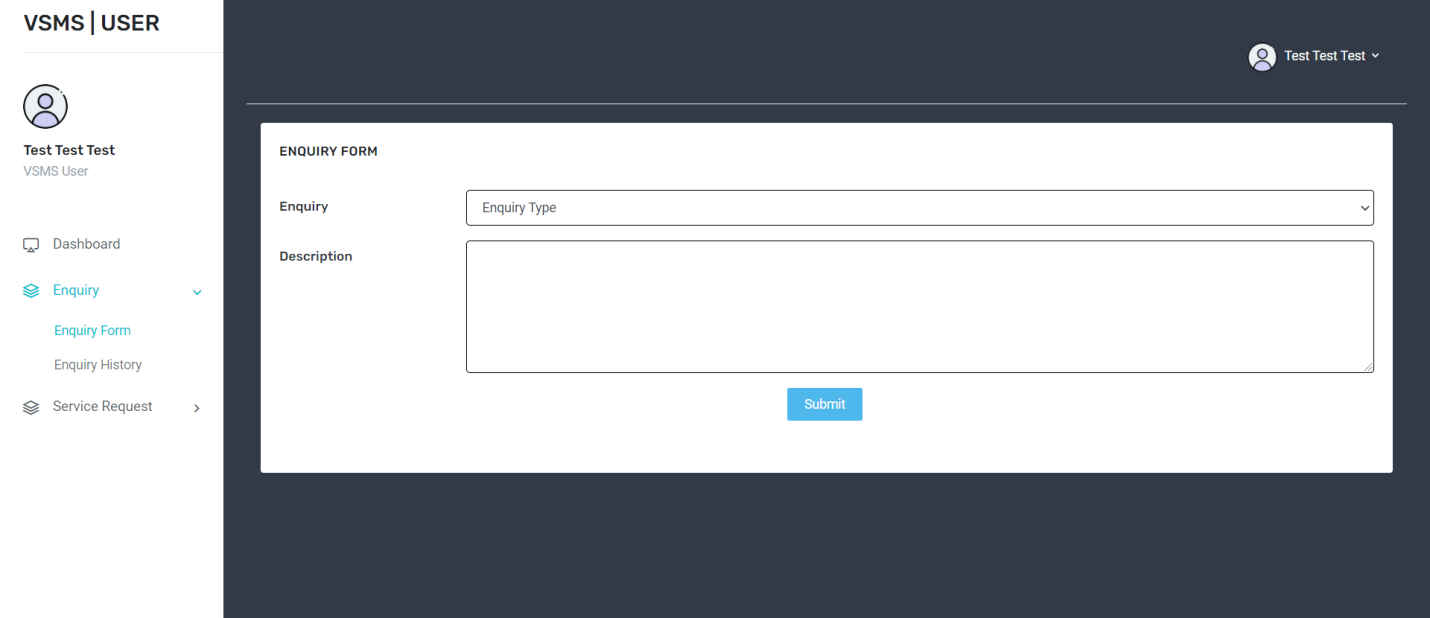 VSMS | USER
Test Test Test
VSMS User
Dashboard
Enquiry
Enquiry Form
Enquiry History
Service Request
Test Test Test
ENQUIRY FORM
Enquiry
Enquiry Type
Description
Submit